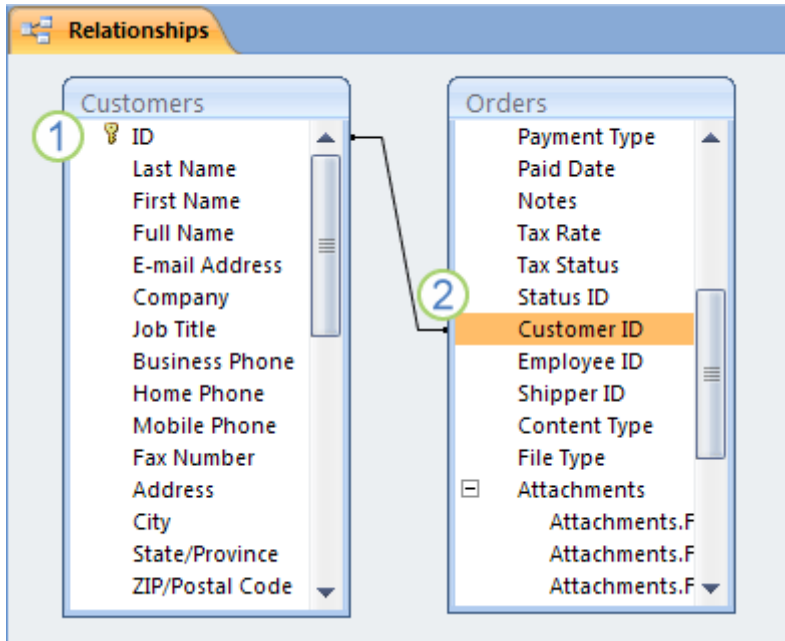 Relationships
Customers
1
ID
Last Name
First Name
Full Name
E-mail Address
Company
Job Title
Business Phone
Home Phone
Mobile Phone
Fax Number
Address
City
State/Province
ZIP/Postal Code
Orders
Payment Type
Paid Date
Notes
Tax Rate
Tax Status
2
Status ID
Customer ID
Employee ID
Shipper ID
Content Type
File Type
Attachments
Attachments.F
Attachments.F
Attachments.F